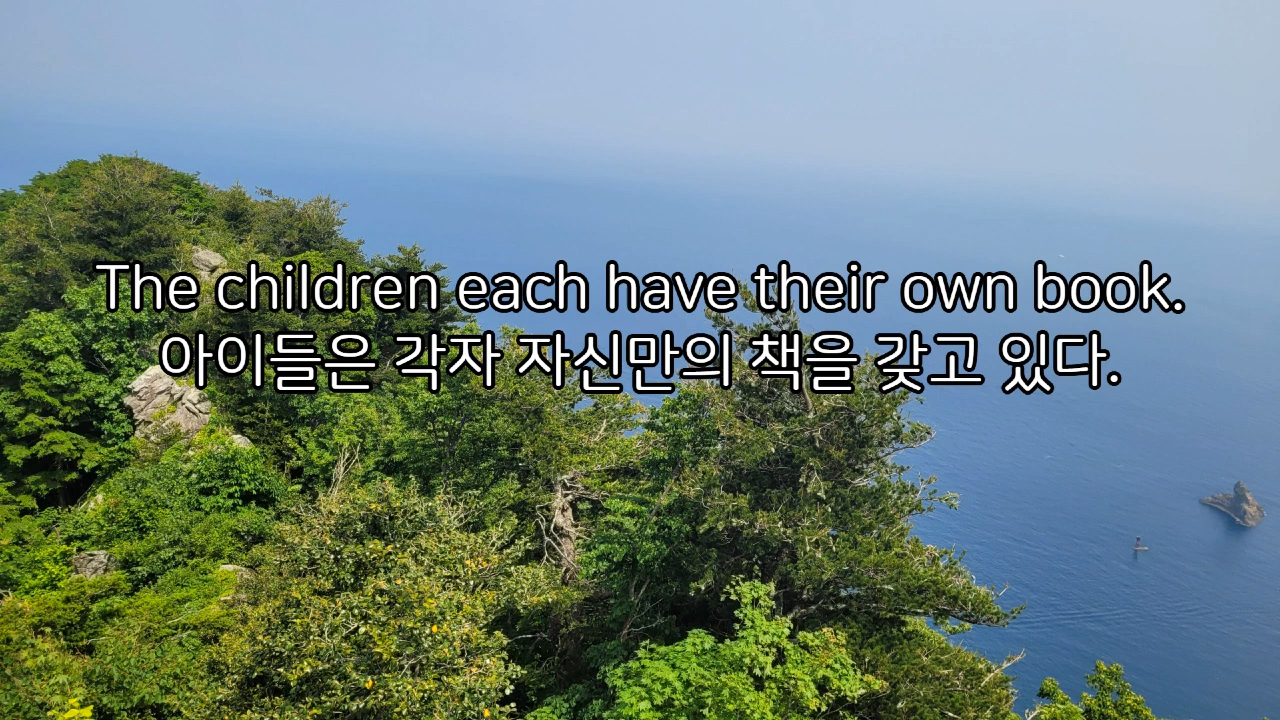 The children each have their own book.
아이들은 각자 자신만의 책을 갖고 있다.